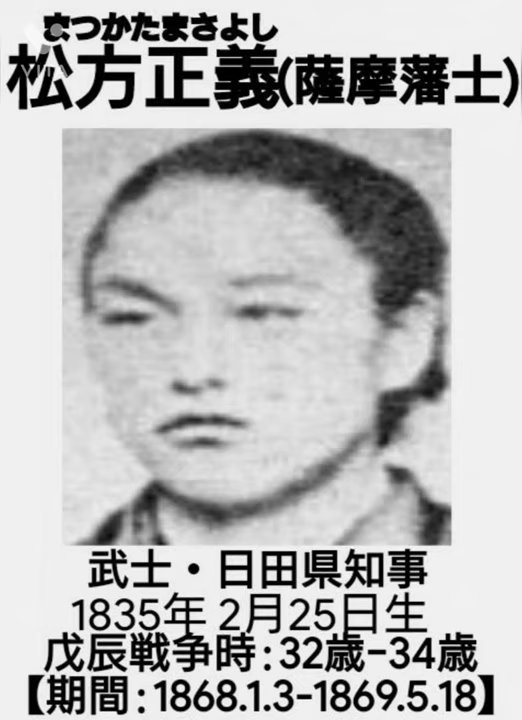 まつかたまさよし
松方正義(薩摩藩士)
武士・日田県知事
1835年 2月25日生
戊辰戦争時:32歳-34歳
【期間:1868.1.3-1869.5.18】